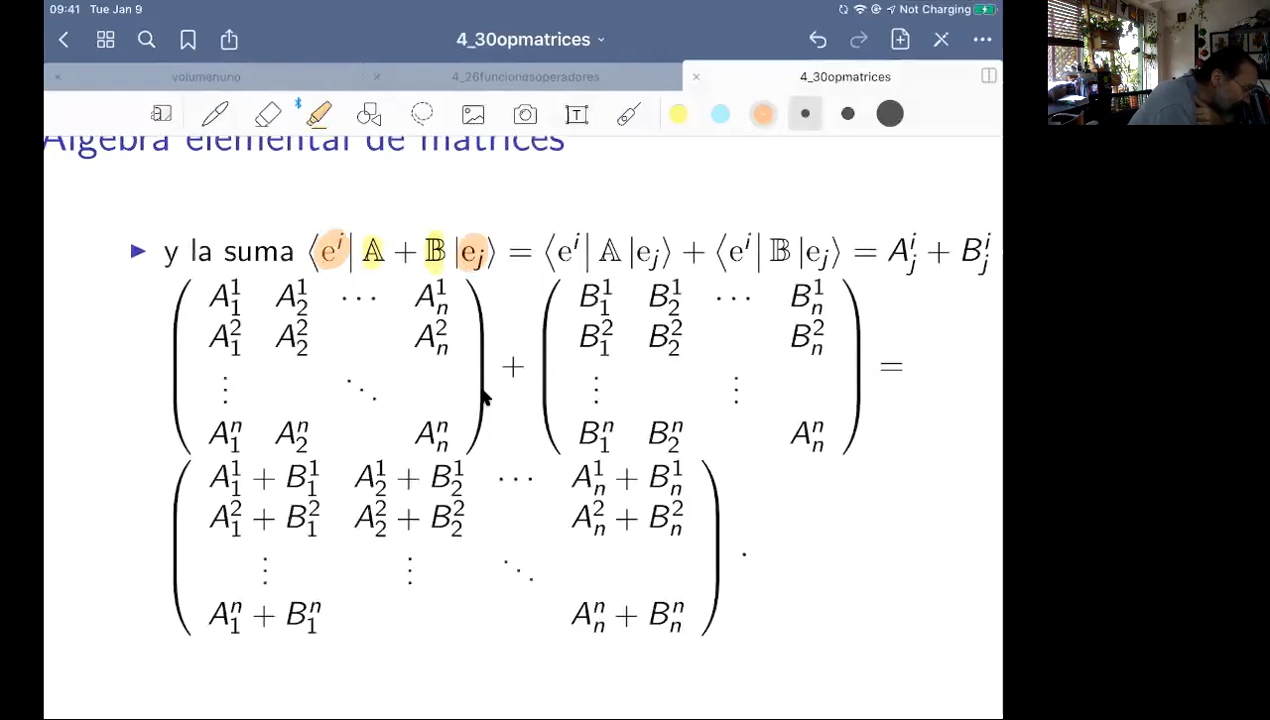 09:41 Tue Jan 9
Not Charging
4_30opmatrices
volumenuno
4_26funcionesoperadores
4_30opmatrices
T
Álgebra elemental de matrices
▶ y la suma ⟨e^i| 𝔸 + 𝔹 |e_j⟩ = ⟨e^i| 𝔸 |e_j⟩ + ⟨e^i| 𝔹 |e_j⟩ = A^i_j + B^i_j
( A^1_1 A^1_2 ⋯ A^1_n ) + ( B^1_1 B^1_2 ⋯ B^1_n ) =
A^2_1 A^2_2 A^2_n B^2_1 B^2_2 B^2_n
⋮ ⋱ ⋮ ⋮
A^n_1 A^n_2 A^n_n B^n_1 B^n_2 A^n_n
( A^1_1 + B^1_1 A^1_2 + B^1_2 ⋯ A^1_n + B^1_n ) .
A^2_1 + B^2_1 A^2_2 + B^2_2 A^2_n + B^2_n
⋮ ⋮ ⋱
A^n_1 + B^n_1 A^n_n + B^n_n